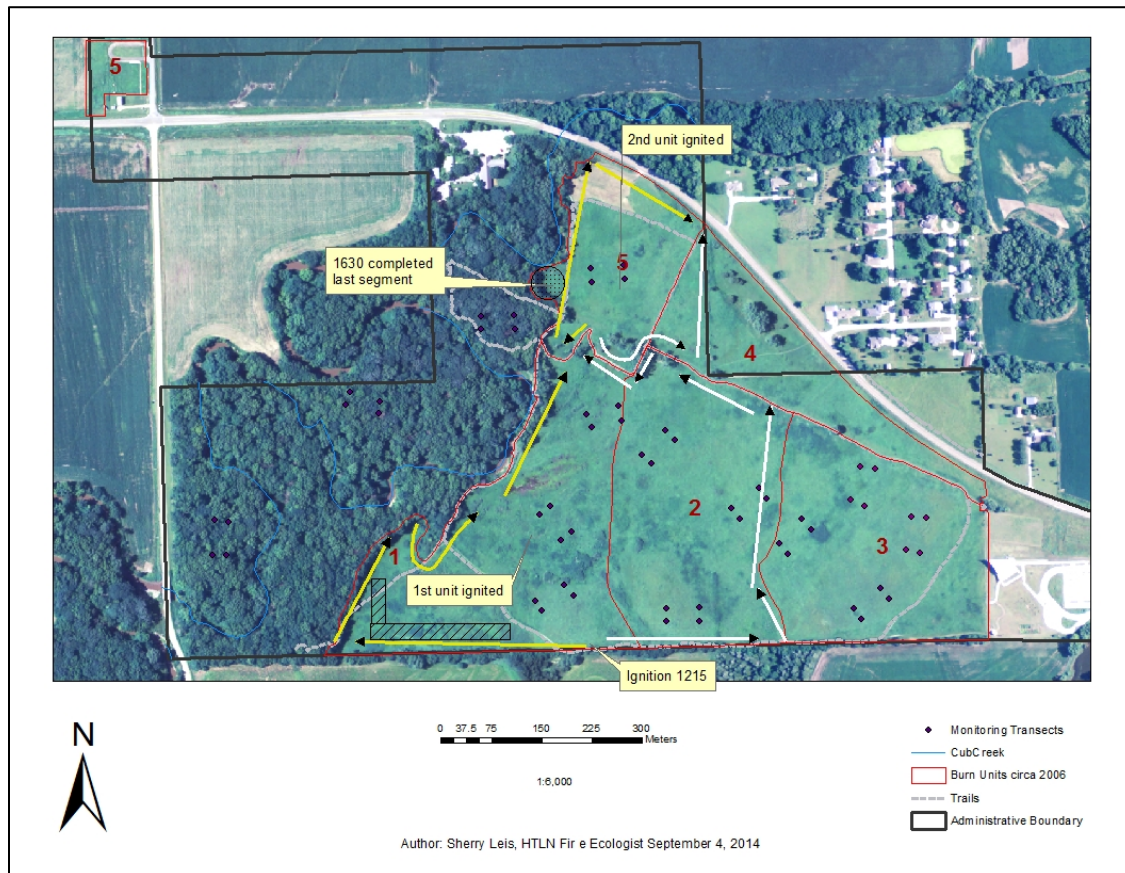 5
2nd unit ignited
1630 completed
last segment
5
4
2
3
1
1st unit ignited
Ignition 1215
N
0 37.5 75 150 225 300
Meters
1:6,000
Monitoring Transects
CubCreek
Burn Units circa 2006
Trails
Administrative Boundary
Author: Sherry Leis, HTLN Fir e Ecologist September 4, 2014